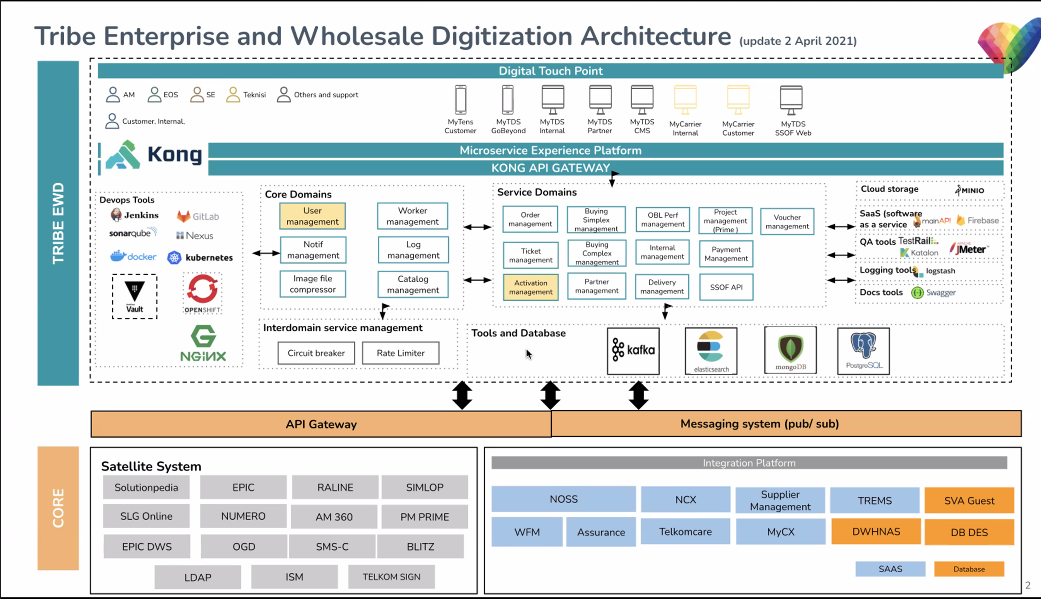 Tribe Enterprise and Wholesale Digitization Architecture (update 2 April 2021)
TRIBE EWD
Digital Touch Point
AM
EOS
SE
Teknisi
Others and support
Customer, Internal,
MyTens
Customer
MyTDS
GoBeyond
MyTDS
Internal
MyTDS
Partner
MyTDS
CMS
MyCarrier
Internal
MyCarrier
Customer
MyTDS
SSOF Web
Kong
Microservice Experience Platform
KONG API GATEWAY
Devops Tools
Jenkins
GitLab
sonarqube
Nexus
docker
kubernetes
Vault
OPENSHIFT
NGINX
Core Domains
User
management
Worker
management
Notif
management
Log
management
Image file
compressor
Catalog
management
Service Domains
Order
management
Buying
Simplex
management
OBL Perf
management
Project
management
(Prime )
Voucher
management
Ticket
management
Buying
Complex
management
Internal
management
Payment
Management
Activation
management
Partner
management
Delivery
management
SSOF API
Cloud storage
MINIO
SaaS (software
as a service
mainAPI
Firebase
QA tools
TestRail
Katalon
APACHE
JMeter
Logging tools
logstash
Docs tools
Swagger
Interdomain service management
Circuit breaker
Rate Limiter
Tools and Database
kafka
elasticsearch
mongoDB
PostgreSQL
API Gateway
Messaging system (pub/ sub)
CORE
Satellite System
Solutionpedia
EPIC
RALINE
SIMLOP
SLG Online
NUMERO
AM 360
PM PRIME
EPIC DWS
OGD
SMS-C
BLITZ
LDAP
ISM
TELKOM SIGN
Integration Platform
NOSS
NCX
Supplier
Management
TREMS
SVA Guest
WFM
Assurance
Telkomcare
MyCX
DWHNAS
DB DES
SAAS
Database
2